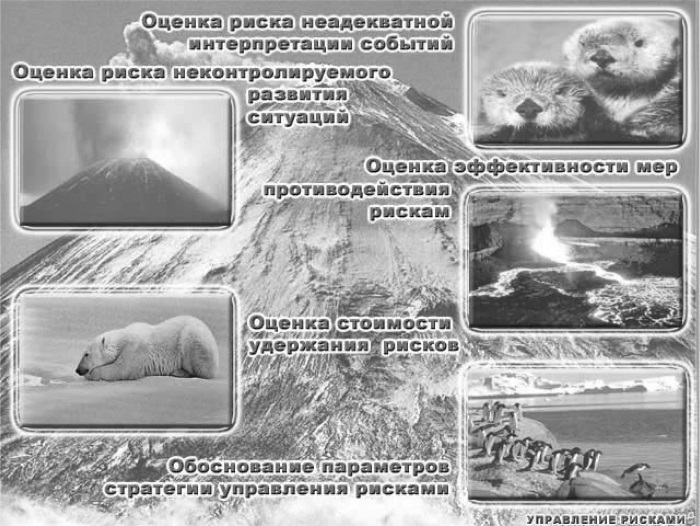 Оценка риска неадекватной
интерпретации событий
Оценка риска неконтролируемого
развития
ситуаций
Оценка эффективности мер
противодействия
рискам
Оценка стоимости
удержания рисков
Обоснование параметров
стратегии управления рисками
УПРАВЛЕНИЕ РИСКАМИ